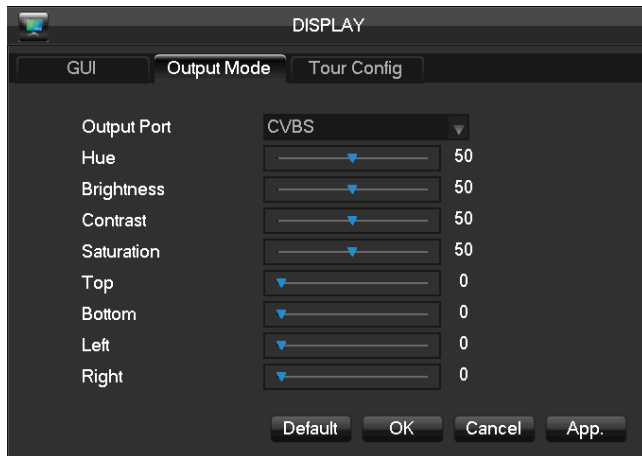 DISPLAY
GUI Output Mode Tour Config
Output Port CVBS
Hue 50
Brightness 50
Contrast 50
Saturation 50
Top 0
Bottom 0
Left 0
Right 0
Default OK Cancel App.